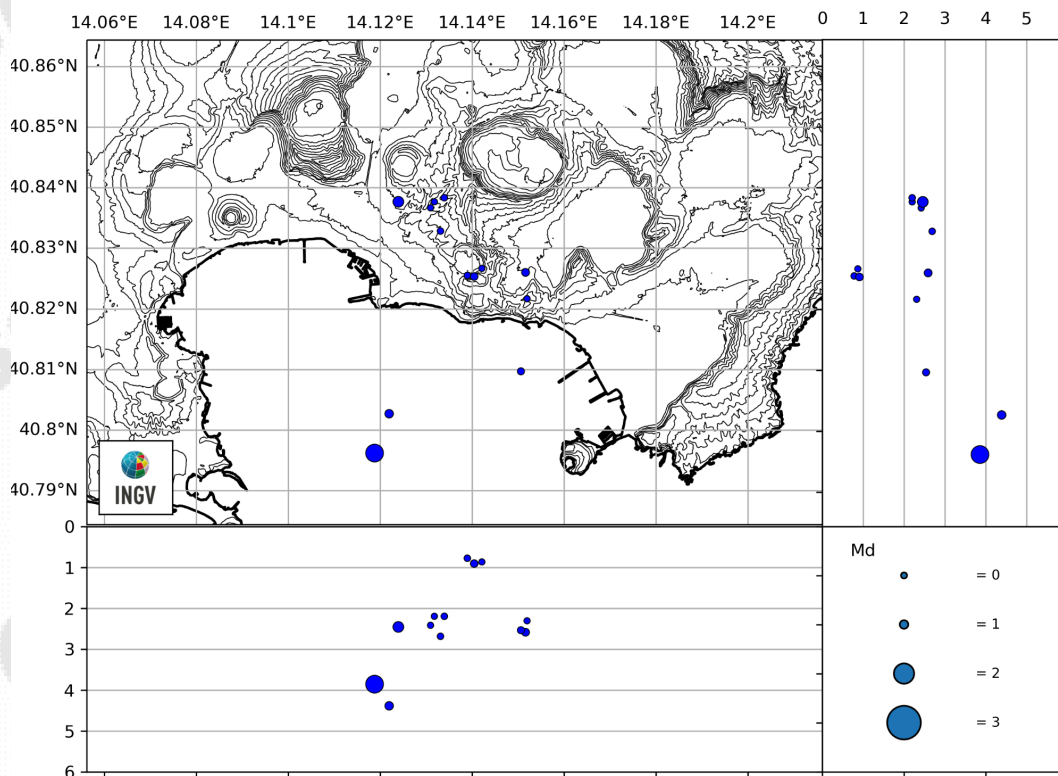 14.06°E 14.08°E 14.1°E 14.12°E 14.14°E 14.16°E 14.18°E 14.2°E 0 1 2 3 4 5
40.86°N
40.85°N
40.84°N
40.83°N
40.82°N
40.81°N
40.8°N
40.79°N
INGV
0
1
2
3
4
5
6
Md
= 0
= 1
= 2
= 3